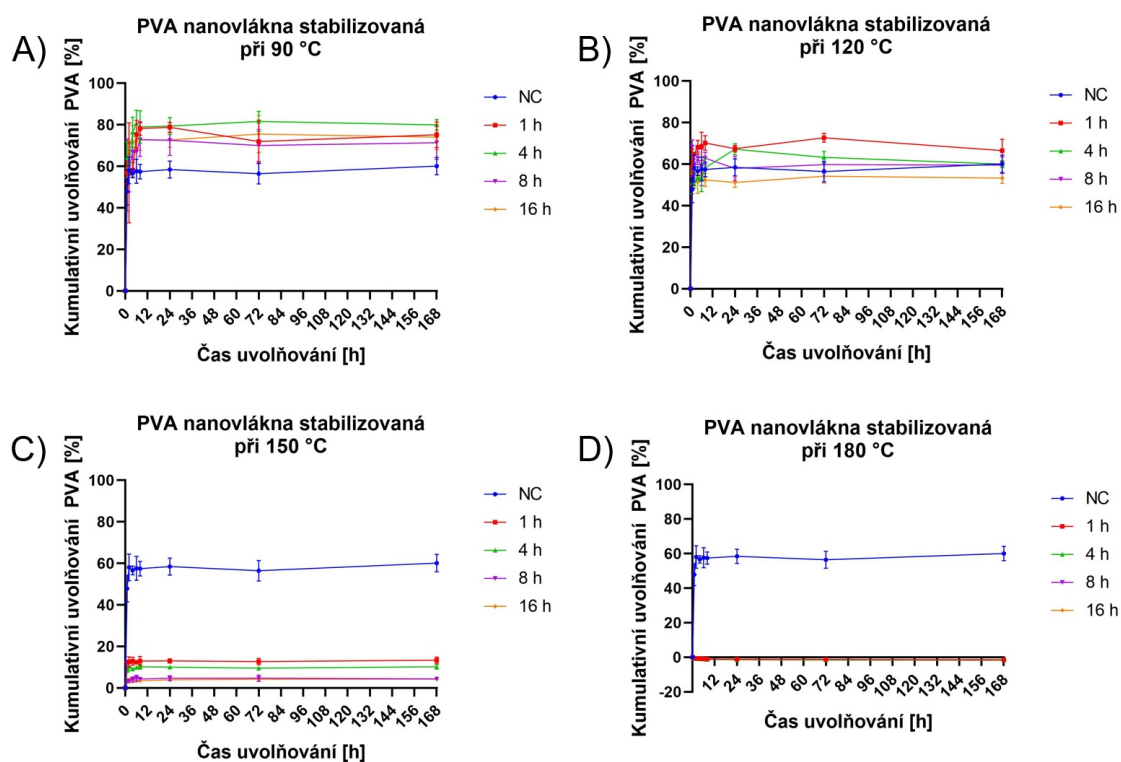 A)
PVA nanovlákna stabilizovaná
při 90 °C
Kumulativní uvolňování PVA [%]
100
80
60
40
20
0
0 12 24 36 48 60 72 84 96 108 120 132 144 156 168
Čas uvolňování [h]
NC
1 h
4 h
8 h
16 h
B)
PVA nanovlákna stabilizovaná
při 120 °C
Kumulativní uvolňování PVA [%]
100
80
60
40
20
0
0 12 24 36 48 60 72 84 96 108 120 132 144 156 168
Čas uvolňování [h]
NC
1 h
4 h
8 h
16 h
C)
PVA nanovlákna stabilizovaná
při 150 °C
Kumulativní uvolňování PVA [%]
100
80
60
40
20
0
0 12 24 36 48 60 72 84 96 108 120 132 144 156 168
Čas uvolňování [h]
NC
1 h
4 h
8 h
16 h
D)
PVA nanovlákna stabilizovaná
při 180 °C
Kumulativní uvolňování PVA [%]
100
80
60
40
20
0
-20
12 24 36 48 60 72 84 96 108 120 132 144 156 168
Čas uvolňování [h]
NC
1 h
4 h
8 h
16 h